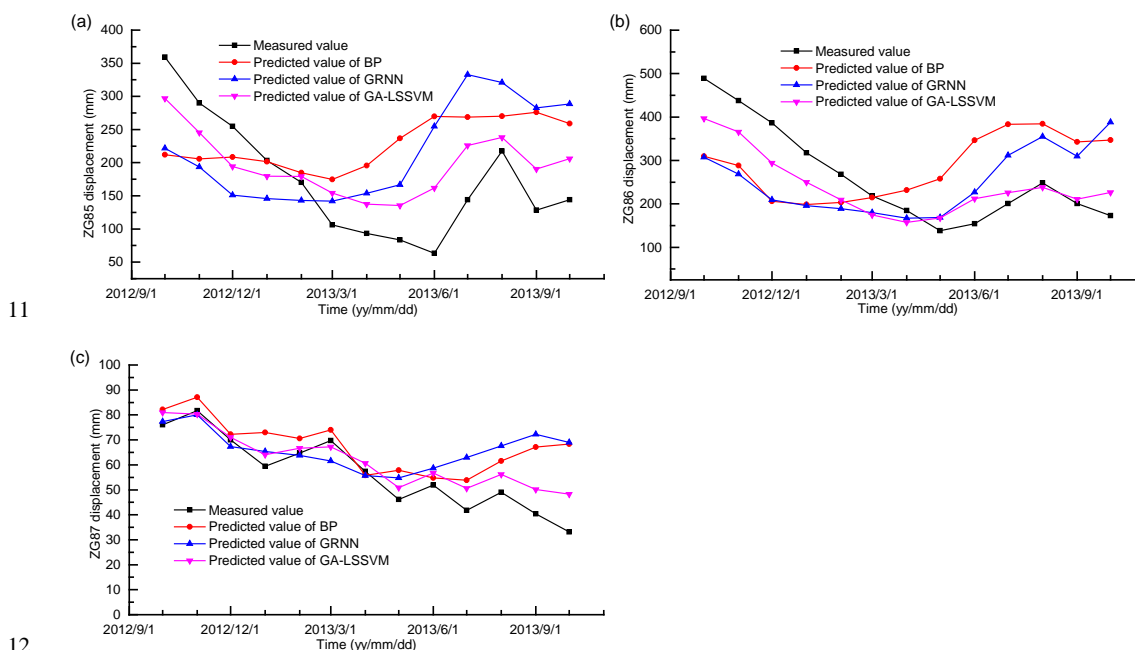 (a)
400
350
300
250
200
150
100
50
ZG85 displacement (mm)
Measured value
Predicted value of BP
Predicted value of GRNN
Predicted value of GA-LSSVM
2012/9/1 2012/12/1 2013/3/1 2013/6/1 2013/9/1
Time (yy/mm/dd)
(b)
600
500
400
300
200
100
ZG86 displacement (mm)
Measured value
Predicted value of BP
Predicted value of GRNN
Predicted value of GA-LSSVM
2012/9/1 2012/12/1 2013/3/1 2013/6/1 2013/9/1
Time (yy/mm/dd)
11
(c)
100
90
80
70
60
50
40
30
20
10
0
ZG87 displacement (mm)
Measured value
Predicted value of BP
Predicted value of GRNN
Predicted value of GA-LSSVM
2012/9/1 2012/12/1 2013/3/1 2013/6/1 2013/9/1
Time (yy/mm/dd)
12